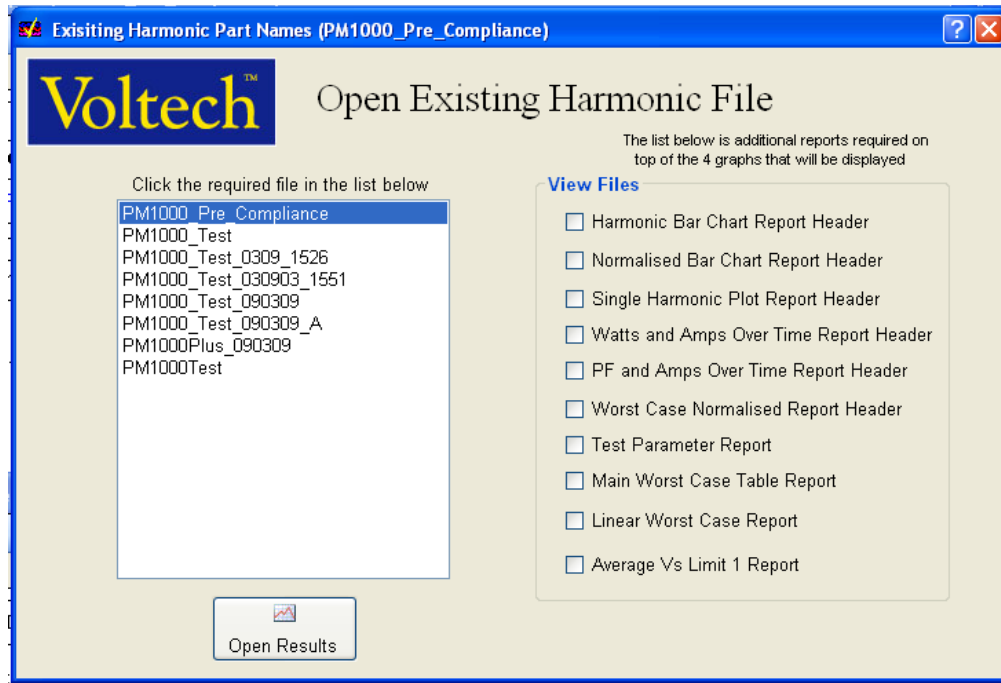 Exisiting Harmonic Part Names (PM1000_Pre_Compliance)
Voltech™
Open Existing Harmonic File
The list below is additional reports required on
top of the 4 graphs that will be displayed
Click the required file in the list below
PM1000_Pre_Compliance
PM1000_Test
PM1000_Test_0309_1526
PM1000_Test_030903_1551
PM1000_Test_090309
PM1000_Test_090309_A
PM1000Plus_090309
PM1000Test
Open Results
View Files
Harmonic Bar Chart Report Header
Normalised Bar Chart Report Header
Single Harmonic Plot Report Header
Watts and Amps Over Time Report Header
PF and Amps Over Time Report Header
Worst Case Normalised Report Header
Test Parameter Report
Main Worst Case Table Report
Linear Worst Case Report
Average Vs Limit 1 Report